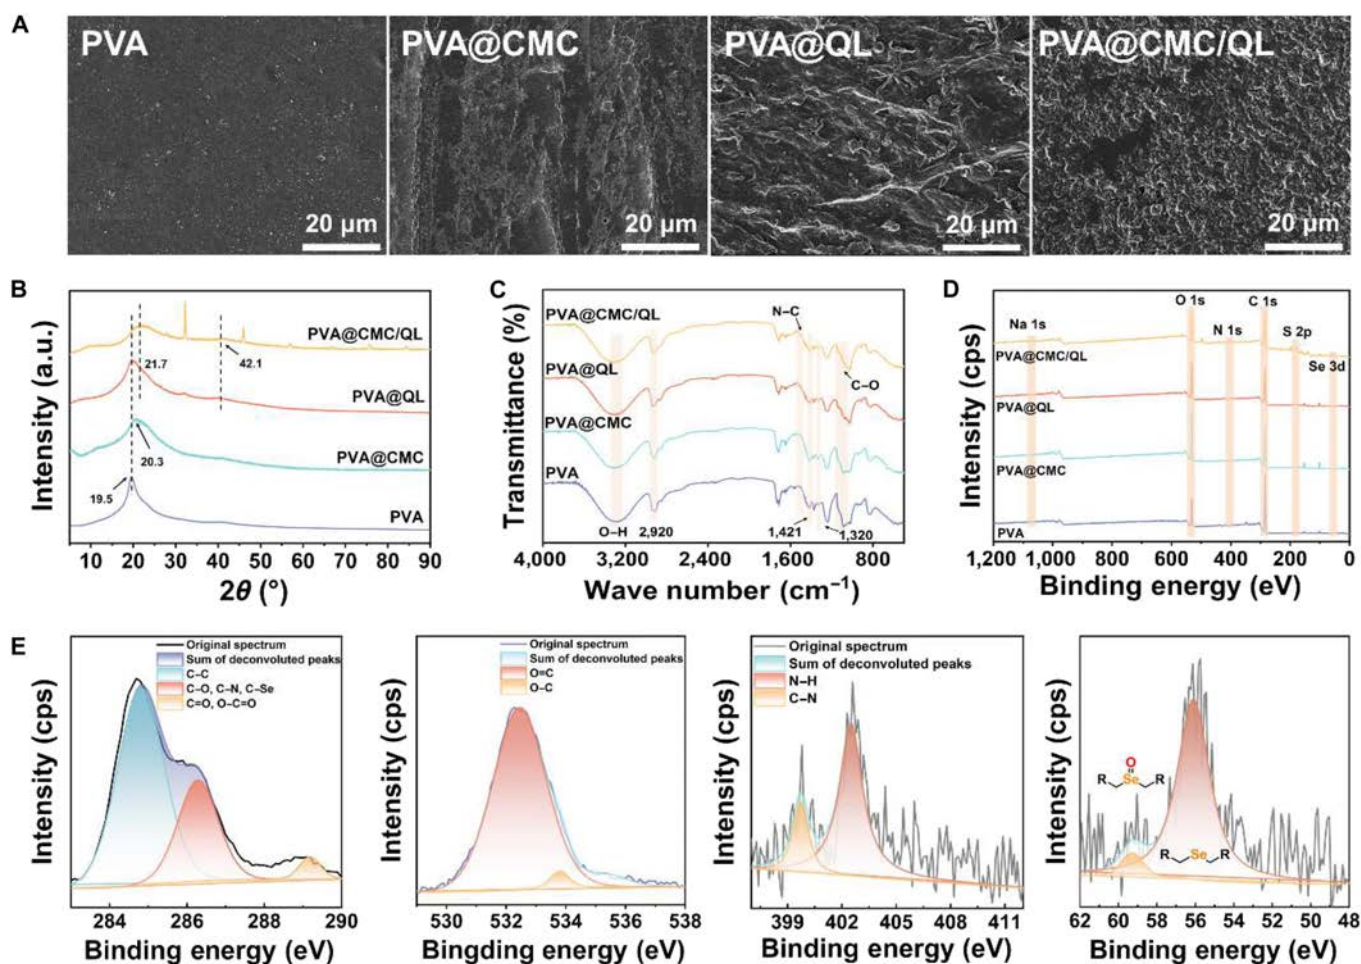 A
PVA
PVA@CMC
PVA@QL
PVA@CMC/QL
20 μm
20 μm
20 μm
20 μm
B
Intensity (a.u.)
PVA@CMC/QL
21.7
42.1
PVA@QL
PVA@CMC
20.3
19.5
PVA
10 20 30 40 50 60 70 80 90
2θ (°)
C
Transmittance (%)
N–C
PVA@CMC/QL
PVA@QL
C–O
PVA@CMC
PVA
O–H
2,920
1,421
1,320
4,000 3,200 2,400 1,600 800
Wave number (cm⁻¹)
D
Intensity (cps)
O 1s
C 1s
Na 1s
N 1s
S 2p
Se 3d
PVA@CMC/QL
PVA@QL
PVA@CMC
PVA
1,200 1,000 800 600 400 200 0
Binding energy (eV)
E
Intensity (cps)
Original spectrum
Sum of deconvoluted peaks
C–C
C–O, C–N, C–Se
C=O, O–C=O
284 286 288 290
Binding energy (eV)
Intensity (cps)
Original spectrum
Sum of deconvoluted peaks
O=C
O–C
530 532 534 536 538
Bingding energy (eV)
Intensity (cps)
Original spectrum
Sum of deconvoluted peaks
N–H
C–N
399 402 405 408 411
Binding energy (eV)
Intensity (cps)
O
R Se R
R Se R
62 60 58 56 54 52 50 48
Binding energy (eV)